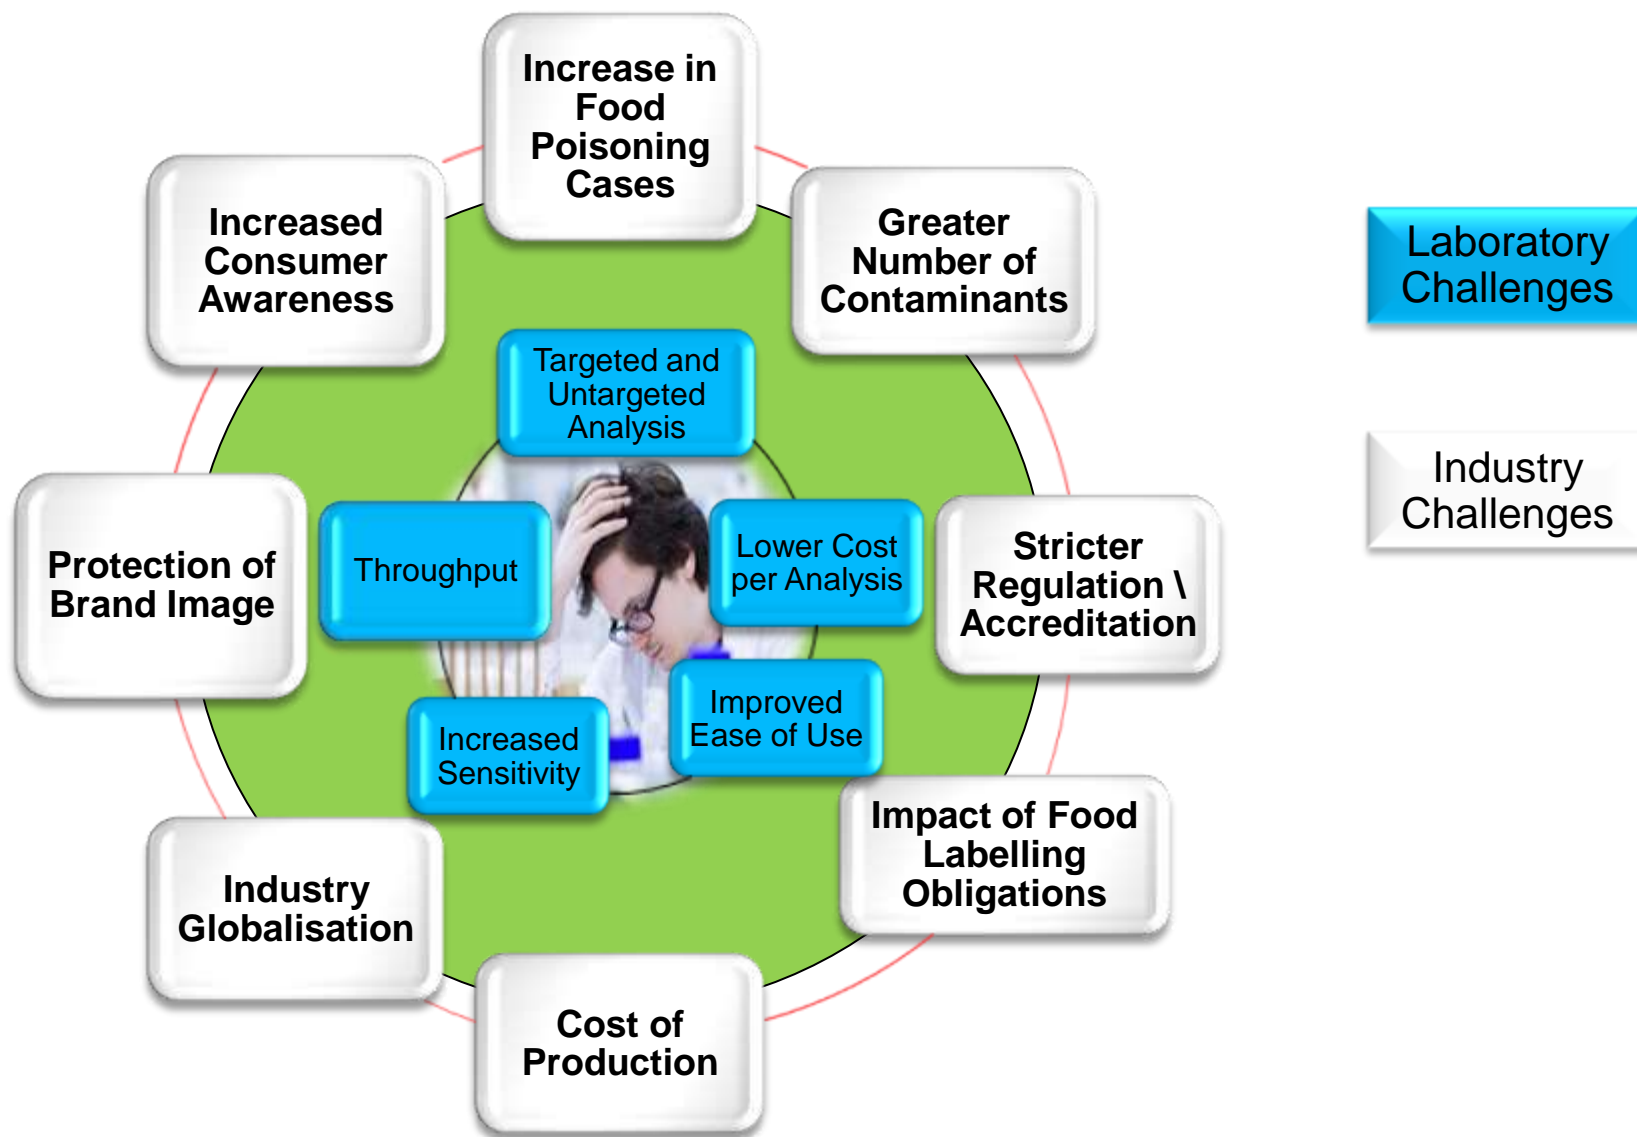 Increase in
Food
Poisoning
Cases
Increased
Consumer
Awareness
Greater
Number of
Contaminants
Laboratory
Challenges
Targeted and
Untargeted
Analysis
Industry
Challenges
Protection of
Brand Image
Throughput
Lower Cost
per Analysis
Stricter
Regulation \
Accreditation
Increased
Sensitivity
Improved
Ease of Use
Impact of Food
Labelling
Obligations
Industry
Globalisation
Cost of
Production